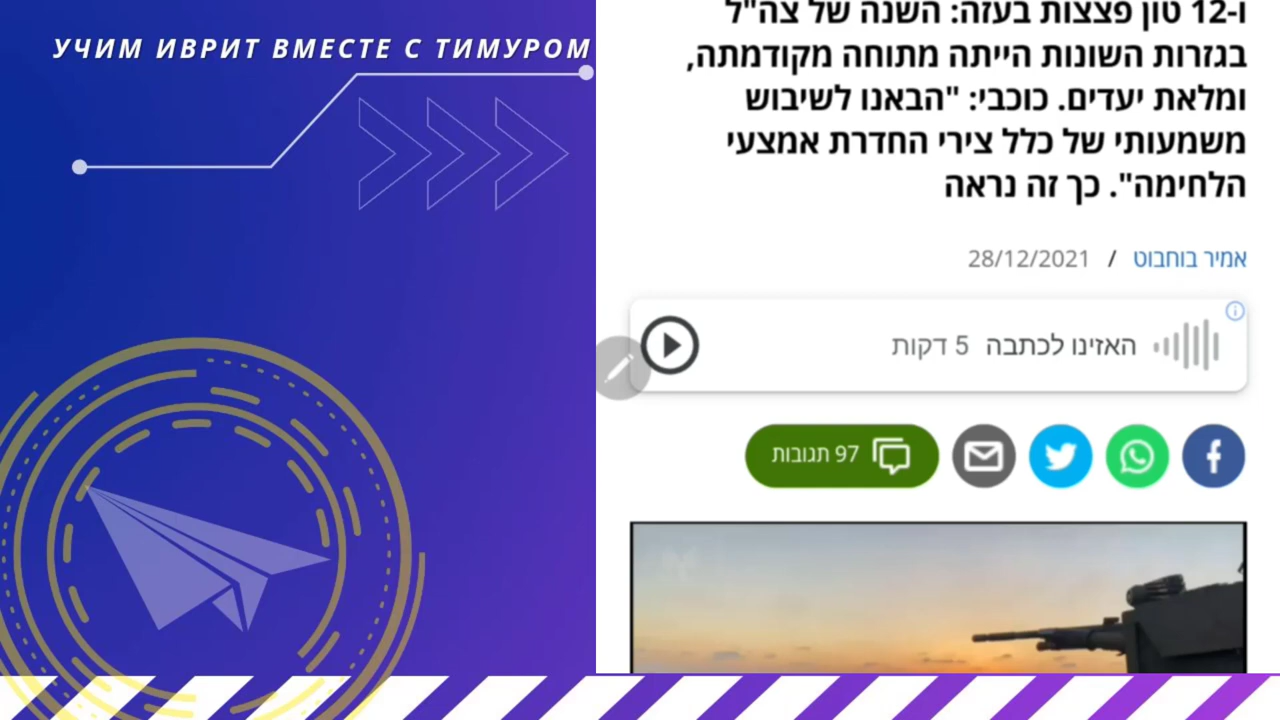 УЧИМ ИВРИТ ВМЕСТЕ С ТИМУРОМ
ו-12 טון פצצות בעזה: השנה של צה"ל
בגזרות השונות הייתה מתוחה מקודמתה,
ומלאת יעדים. כוכבי: "הבאנו לשיבוש
משמעותי של כלל צירי החדרת אמצעי
הלחימה". כך זה נראה
אמיר בוחבוט / 28/12/2021
האזינו לכתבה 5 דקות
97 תגובות